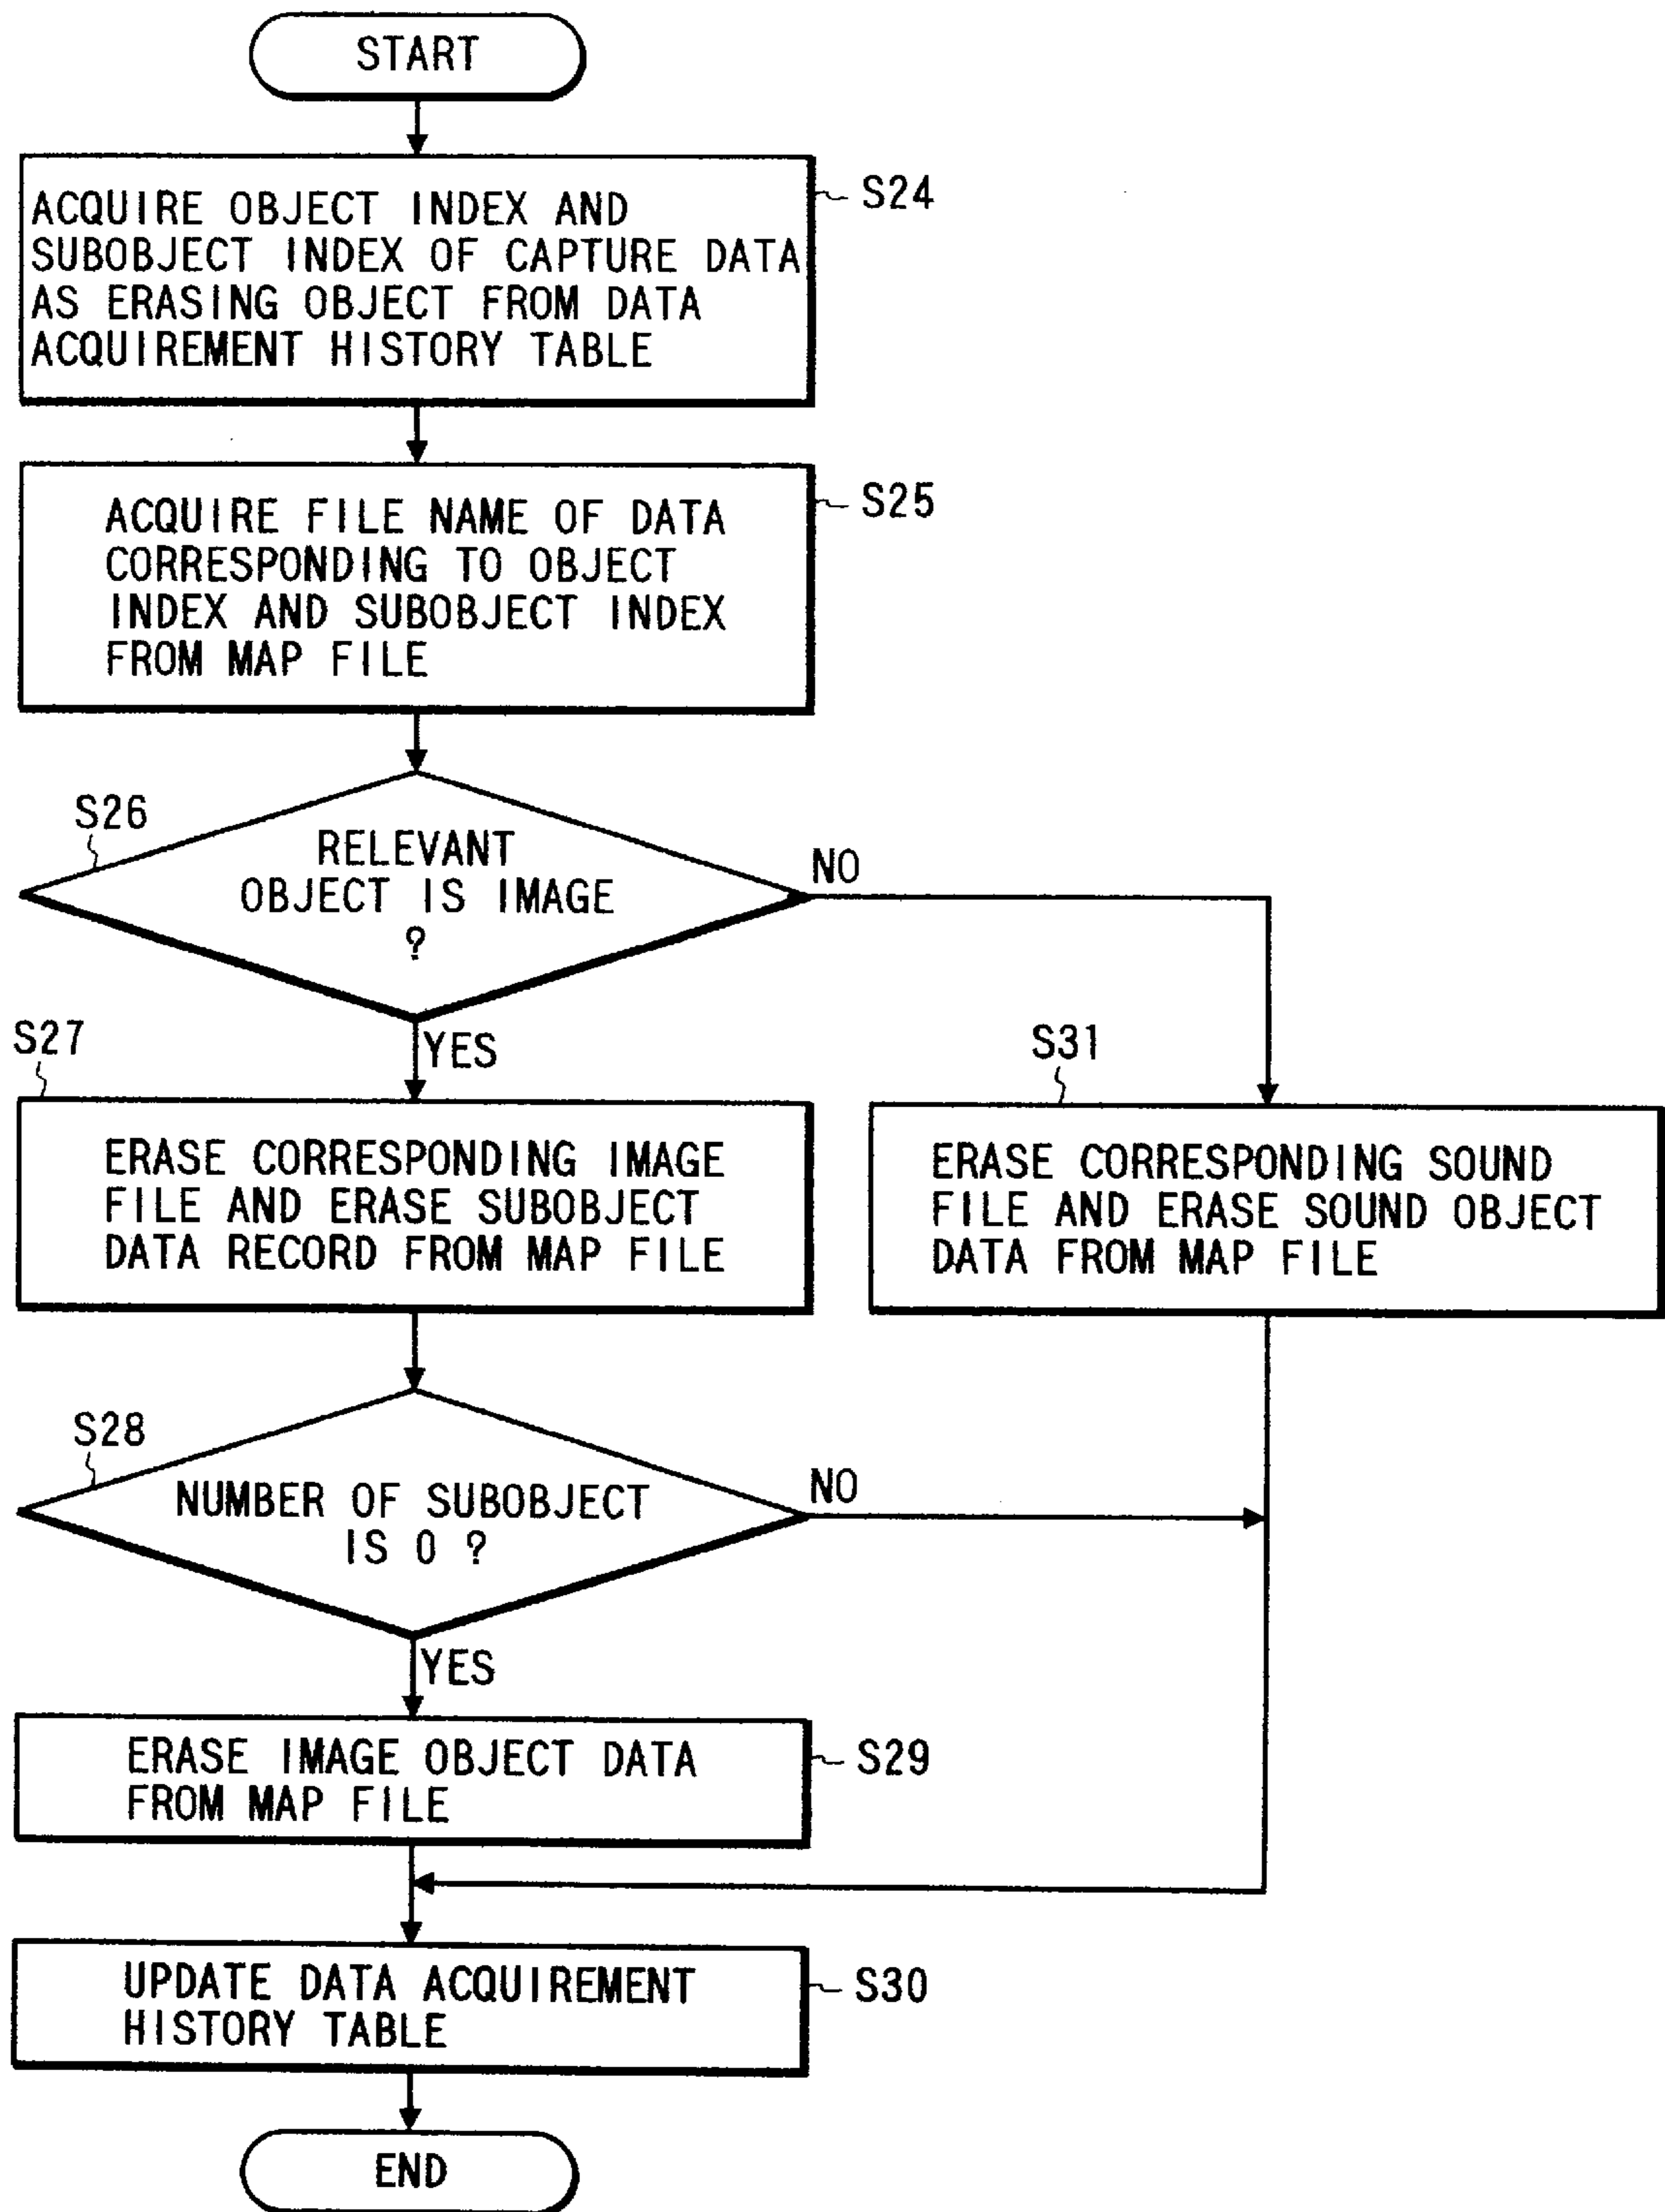 START
S24
ACQUIRE OBJECT INDEX AND
SUBOBJECT INDEX OF CAPTURE DATA
AS ERASING OBJECT FROM DATA
ACQUIREMENT HISTORY TABLE
S25
ACQUIRE FILE NAME OF DATA
CORRESPONDING TO OBJECT
INDEX AND SUBOBJECT INDEX
FROM MAP FILE
S26
RELEVANT
OBJECT IS IMAGE
?
NO
YES
S27
ERASE CORRESPONDING IMAGE
FILE AND ERASE SUBOBJECT
DATA RECORD FROM MAP FILE
S31
ERASE CORRESPONDING SOUND
FILE AND ERASE SOUND OBJECT
DATA FROM MAP FILE
S28
NUMBER OF SUBOBJECT
IS 0 ?
NO
YES
ERASE IMAGE OBJECT DATA
FROM MAP FILE
S29
UPDATE DATA ACQUIREMENT
HISTORY TABLE
S30
END